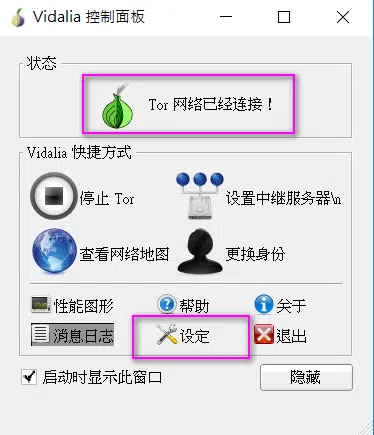 Vidalia 控制面板
状态
Tor 网络已经连接！
Vidalia 快捷方式
停止 Tor
设置中继服务器\n
查看网络地图
更换身份
性能图形
帮助
关于
消息日志
设定
退出
启动时显示此窗口
隐藏